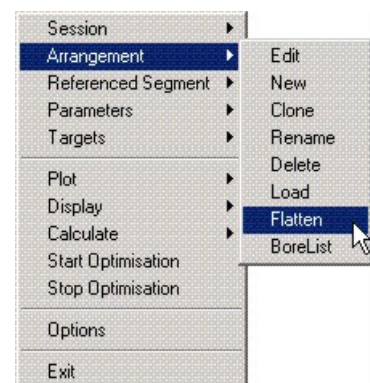 Session
Arrangement
Referenced Segment
Parameters
Targets
Plot
Display
Calculate
Start Optimisation
Stop Optimisation
Options
Exit
Edit
New
Clone
Rename
Delete
Load
Flatten
BoreList